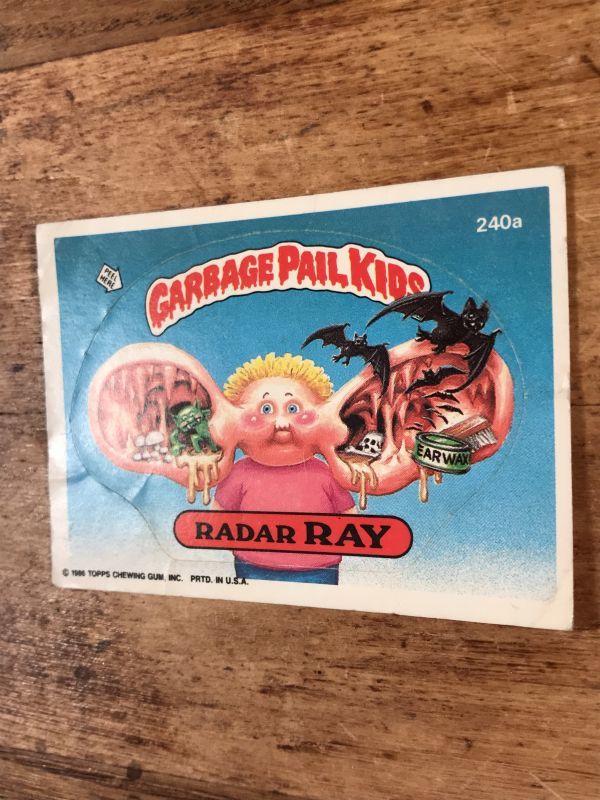 240a
PEEL
HERE
GARBAGE PAIL KIDS
EARWAX
RADAR RAY
© 1986 TOPPS CHEWING GUM, INC. PRTD. IN U.S.A.